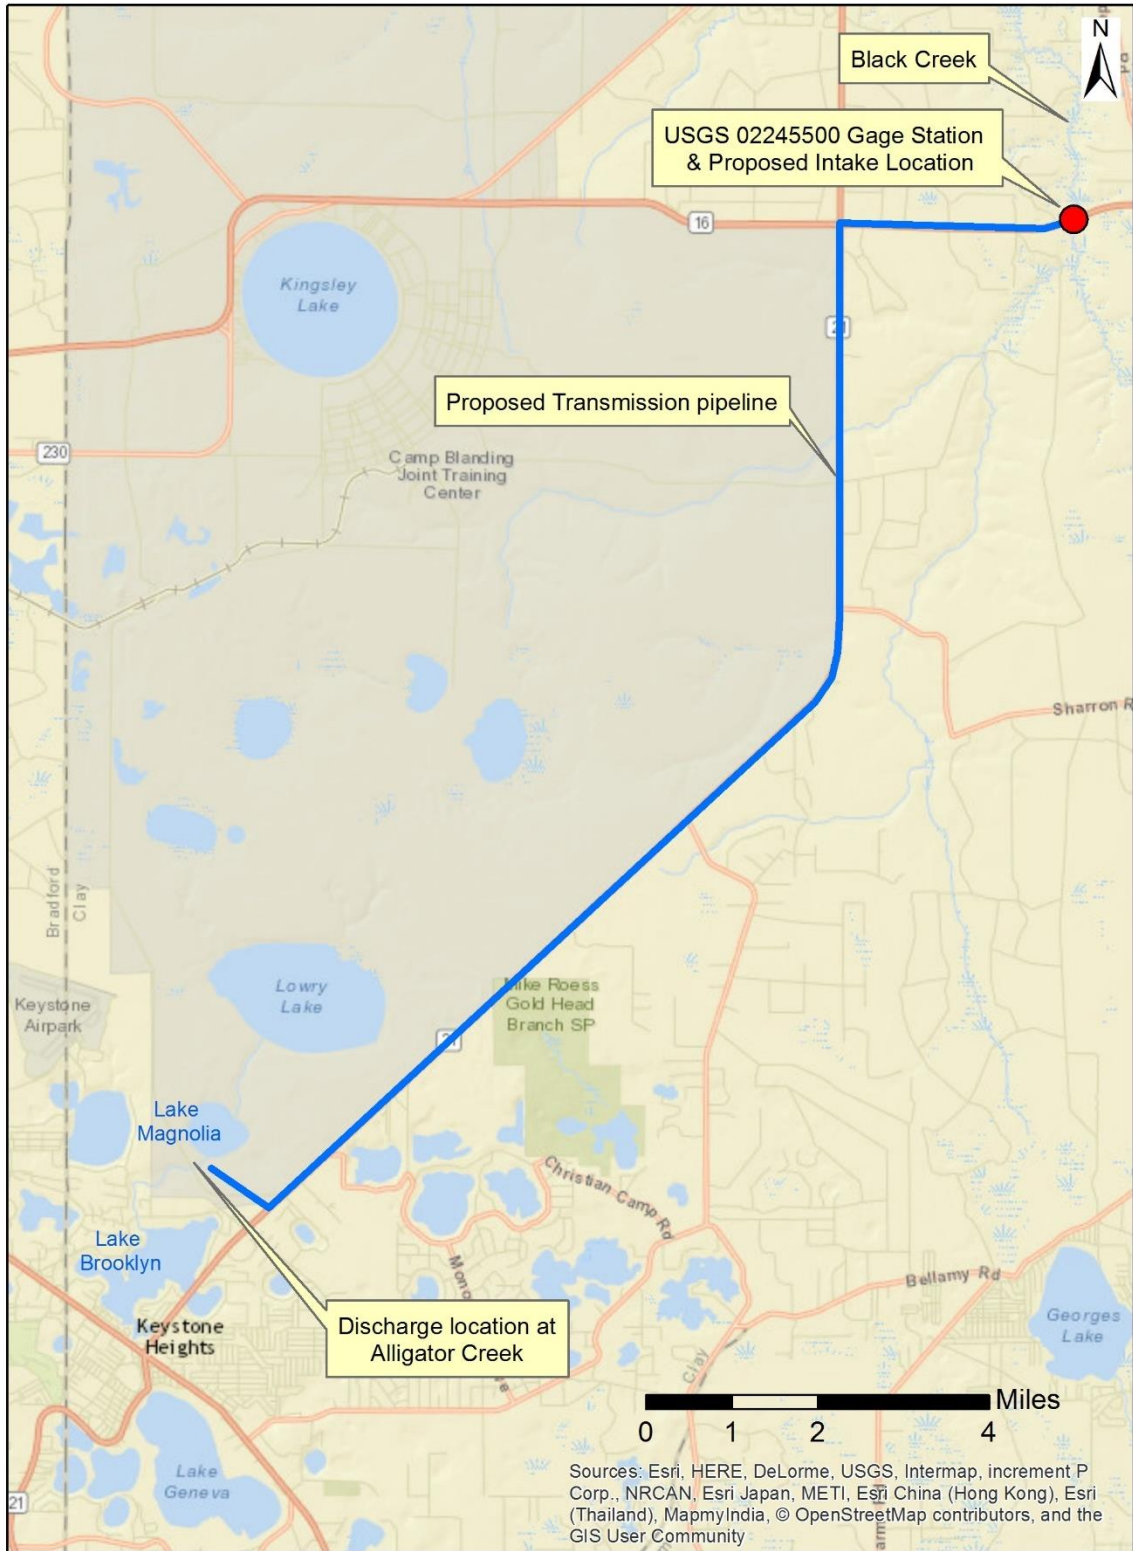 N
Black Creek
USGS 02245500 Gage Station
& Proposed Intake Location
16
Kingsley
Lake
21
Proposed Transmission pipeline
230
Camp Blanding
Joint Training
Center
Sharron R
Bradford
Clay
Keystone
Airpark
Lowry
Lake
Mike Roess
Gold Head
Branch SP
21
Lake
Magnolia
Christian Camp Rd
Lake
Brooklyn
Bellamy Rd
Keystone
Heights
Discharge location at
Alligator Creek
Georges
Lake
Clay
Miles
0 1 2 4
Lake
Geneva
21
Sources: Esri, HERE, DeLorme, USGS, Intermap, increment P
Corp., NRCAN, Esri Japan, METI, Esri China (Hong Kong), Esri
(Thailand), MapmyIndia, © OpenStreetMap contributors, and the
GIS User Community